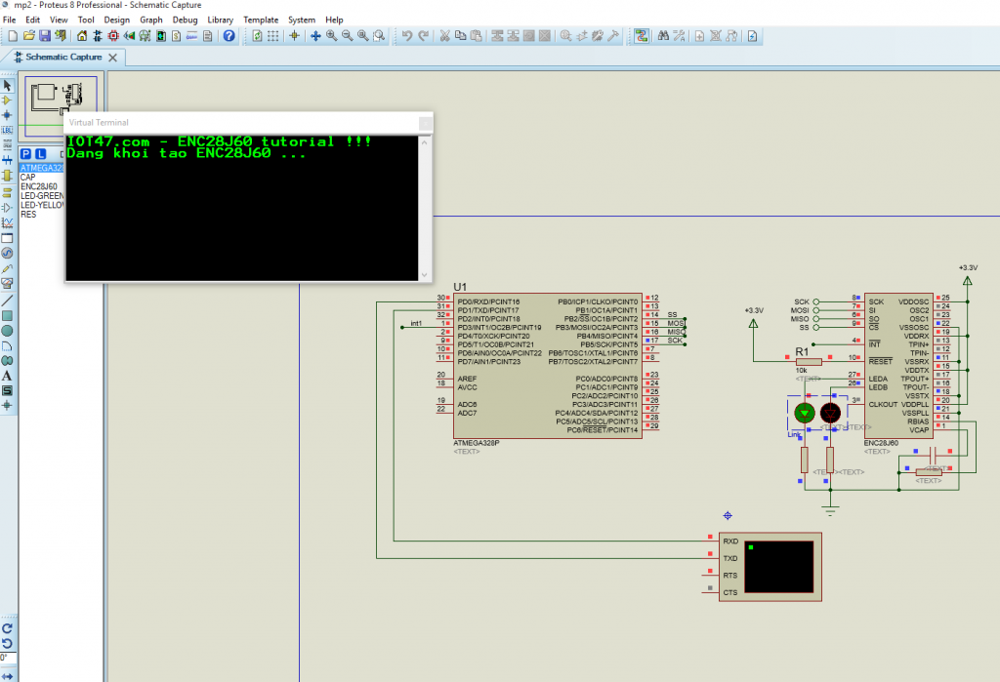 mp2 - Proteus 8 Professional - Schematic Capture
File Edit View Tool Design Graph Debug Library Template System Help
Schematic Capture
Virtual Terminal
IOT47.com - ENC28J60 tutorial !!!
Dang khoi tao ENC28J60 ...
P L D
ATMEGA328
CAP
ENC28J60
LED-GREEN
LED-YELLOW
RES
0°
U1
30 PD0/RXD/PCINT16
31 PD1/TXD/PCINT17
32 PD2/INT0/PCINT18
int1 1 PD3/INT1/OC2B/PCINT19
2 PD4/T0/XCK/PCINT20
9 PD5/T1/OC0B/PCINT21
10 PD6/AIN0/OC0A/PCINT22
11 PD7/AIN1/PCINT23
20 AREF
18 AVCC
19 ADC6
22 ADC7
PB0/ICP1/CLKO/PCINT0 12
PB1/OC1A/PCINT1 13
PB2/SS/OC1B/PCINT2 14 SS
PB3/MOSI/OC2A/PCINT3 15 MOS
PB4/MISO/PCINT4 16 MISO
PB5/SCK/PCINT5 17 SCK
PB6/TOSC1/XTAL1/PCINT6 7
PB7/TOSC2/XTAL2/PCINT7 8
PC0/ADC0/PCINT8 23
PC1/ADC1/PCINT9 24
PC2/ADC2/PCINT10 25
PC3/ADC3/PCINT11 26
PC4/ADC4/SDA/PCINT12 27
PC5/ADC5/SCL/PCINT13 28
PC6/RESET/PCINT14 29
ATMEGA328P
<TEXT>
+3.3V
+3.3V
R1
10k
<TEXT>
SCK 8 SCK
MOSI 7 SI
MISO 6 SO
SS 9 CS
4 INT
10 RESET
27 LEDA
26 LEDB
3 CLKOUT
VDDOSC 25
OSC2 24
OSC1 23
VSSOSC 22
VDDRX 19
TPIN+ 13
TPIN- 12
VSSRX 11
VDDTX 15
TPOUT+ 17
TPOUT- 16
VSSTX 18
VDDPLL 20
VSSPLL 21
RBIAS 14
VCAP 1
ENC28J60
<TEXT>
Link
<TEXT>
<TEXT>
<TEXT>
<TEXT>
<TEXT>
<TEXT>
RXD
TXD
RTS
CTS